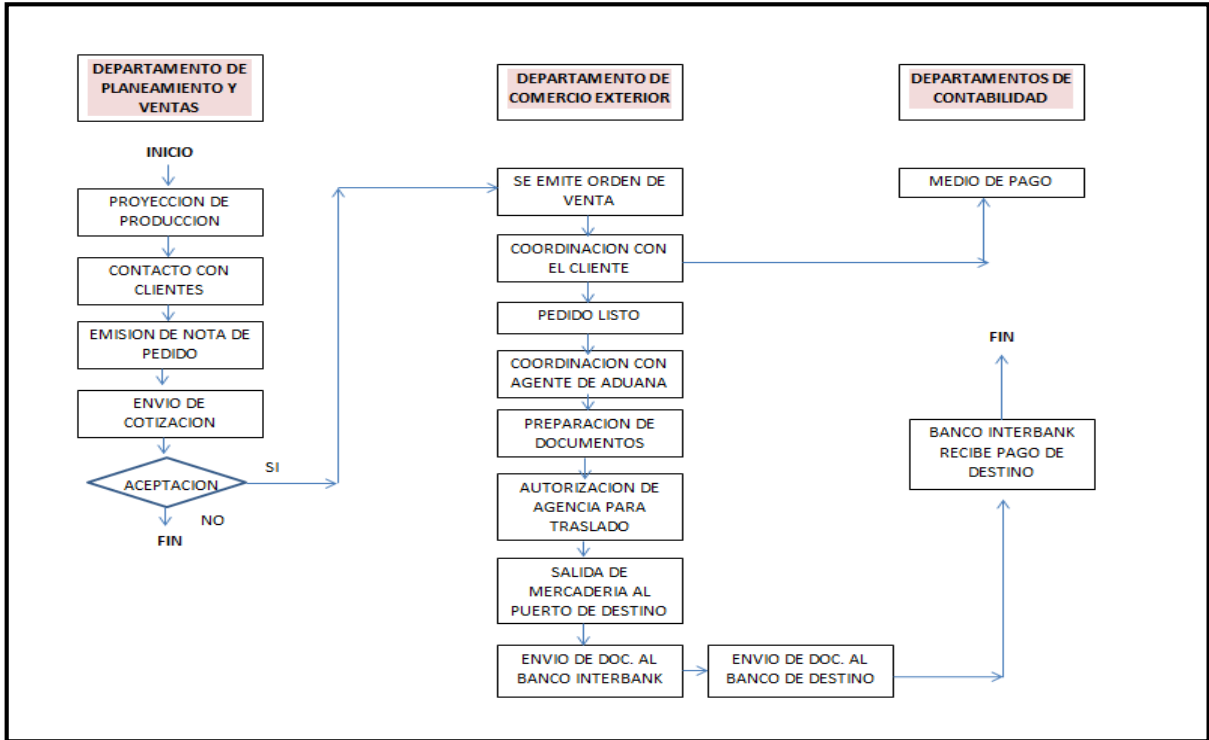 DEPARTAMENTO DE
PLANEAMIENTO Y
VENTAS
INICIO
PROYECCION DE
PRODUCCION
CONTACTO CON
CLIENTES
EMISION DE NOTA DE
PEDIDO
ENVIO DE
COTIZACION
ACEPTACION
SI
NO
FIN
DEPARTAMENTO DE
COMERCIO EXTERIOR
SE EMITE ORDEN DE
VENTA
COORDINACION CON
EL CLIENTE
PEDIDO LISTO
COORDINACION CON
AGENTE DE ADUANA
PREPARACION DE
DOCUMENTOS
AUTORIZACION DE
AGENCIA PARA
TRASLADO
SALIDA DE
MERCADERIA AL
PUERTO DE DESTINO
ENVIO DE DOC. AL
BANCO INTERBANK
ENVIO DE DOC. AL
BANCO DE DESTINO
DEPARTAMENTOS DE
CONTABILIDAD
MEDIO DE PAGO
FIN
BANCO INTERBANK
RECIBE PAGO DE
DESTINO